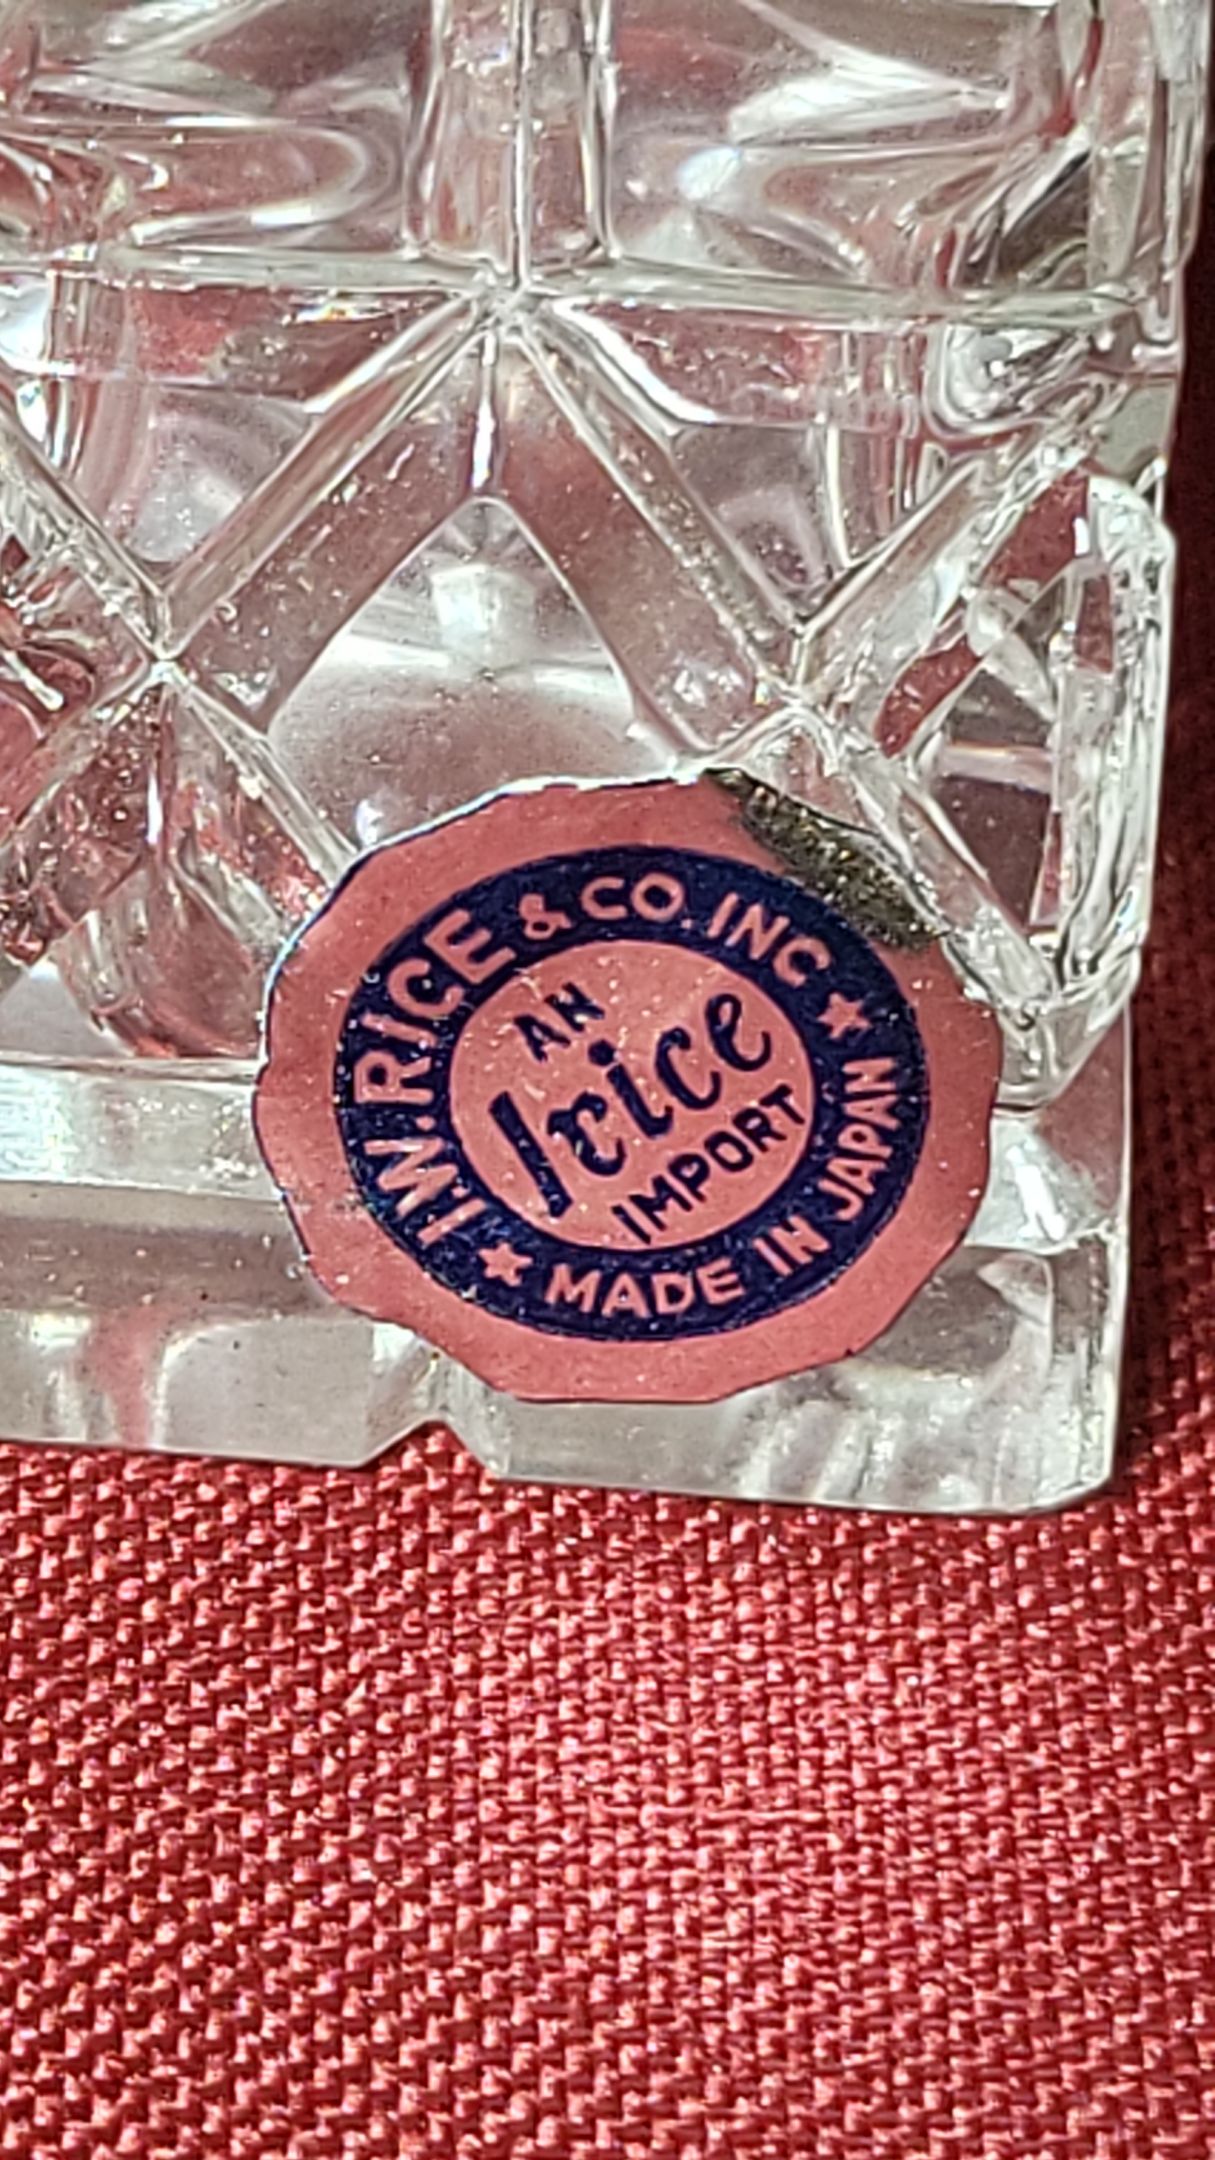 I.W. RICE & CO. INC
AN
Irice
IMPORT
MADE IN JAPAN